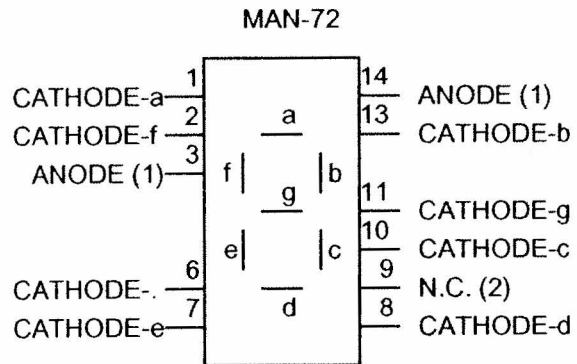 MAN-72
1 14
CATHODE-a ANODE (1)
2 13
CATHODE-f a CATHODE-b
3
ANODE (1) f b
g 11
CATHODE-g
e c 10
CATHODE-c
6 9
CATHODE-. d N.C. (2)
7 8
CATHODE-e CATHODE-d